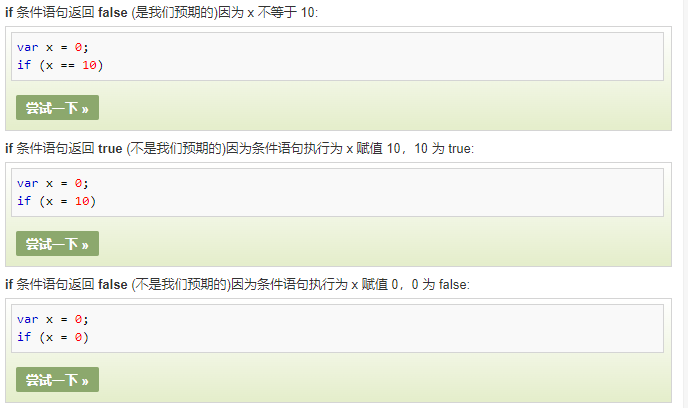 if 条件语句返回 false (是我们预期的)因为 x 不等于 10:
var x = 0;
if (x == 10)
尝试一下 »
if 条件语句返回 true (不是我们预期的)因为条件语句执行为 x 赋值 10，10 为 true:
var x = 0;
if (x = 10)
尝试一下 »
if 条件语句返回 false (不是我们预期的)因为条件语句执行为 x 赋值 0，0 为 false:
var x = 0;
if (x = 0)
尝试一下 »